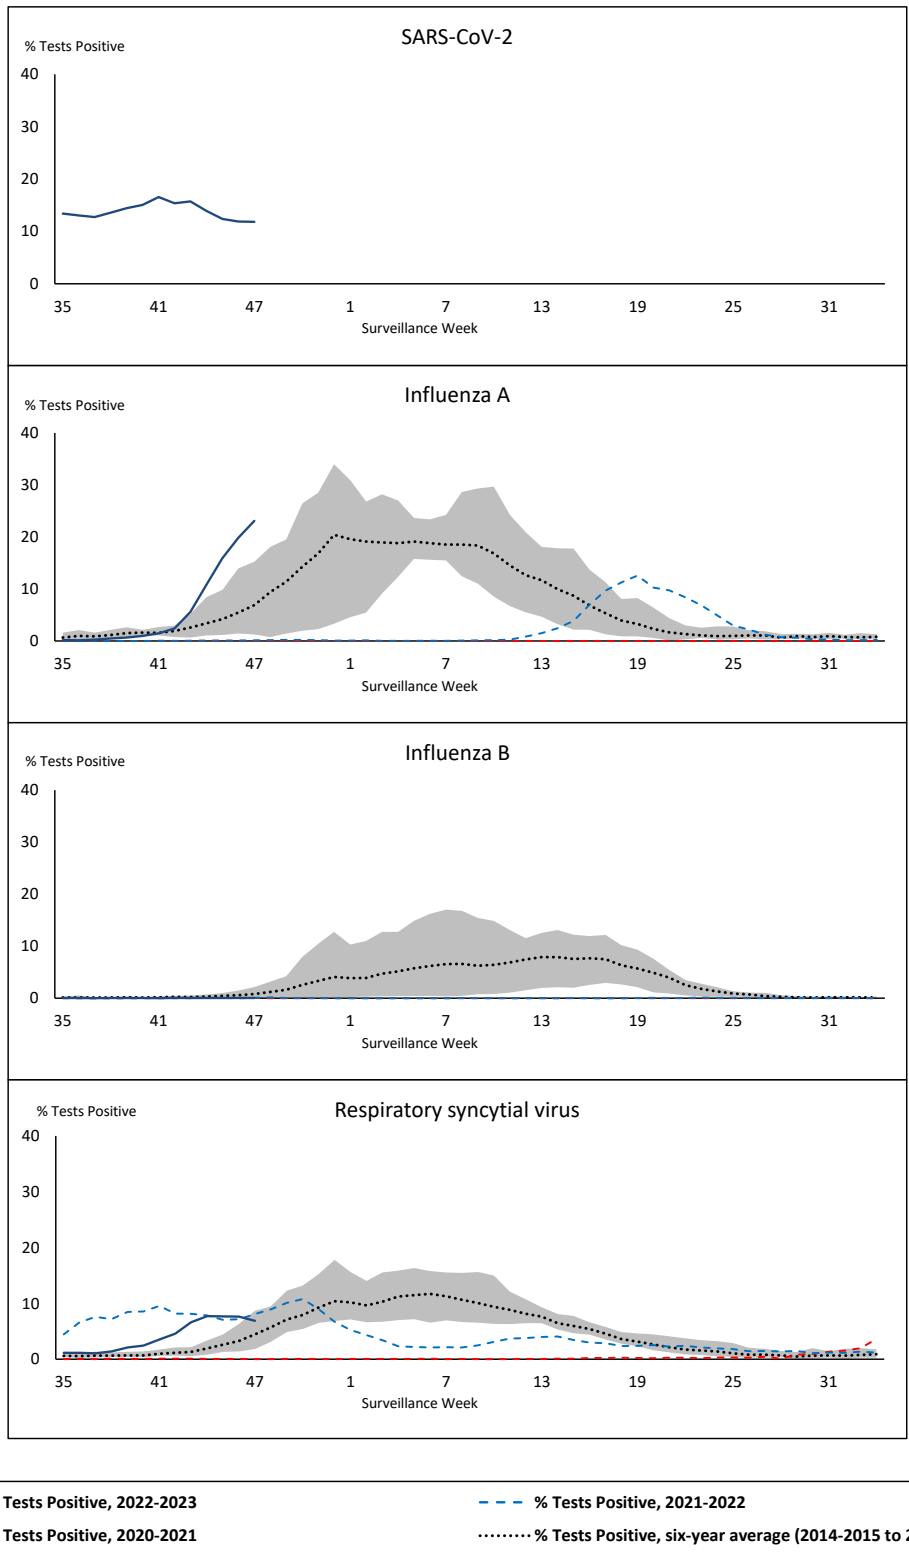 SARS-CoV-2
% Tests Positive
40
30
20
10
0
35 41 47 1 7 13 19 25 31
Surveillance Week
Influenza A
% Tests Positive
40
30
20
10
0
35 41 47 1 7 13 19 25 31
Surveillance Week
Influenza B
% Tests Positive
40
30
20
10
0
35 41 47 1 7 13 19 25 31
Surveillance Week
Respiratory syncytial virus
% Tests Positive
40
30
20
10
0
35 41 47 1 7 13 19 25 31
Surveillance Week
Tests Positive, 2022-2023 % Tests Positive, 2021-2022
Tests Positive, 2020-2021 % Tests Positive, six-year average (2014-2015 to